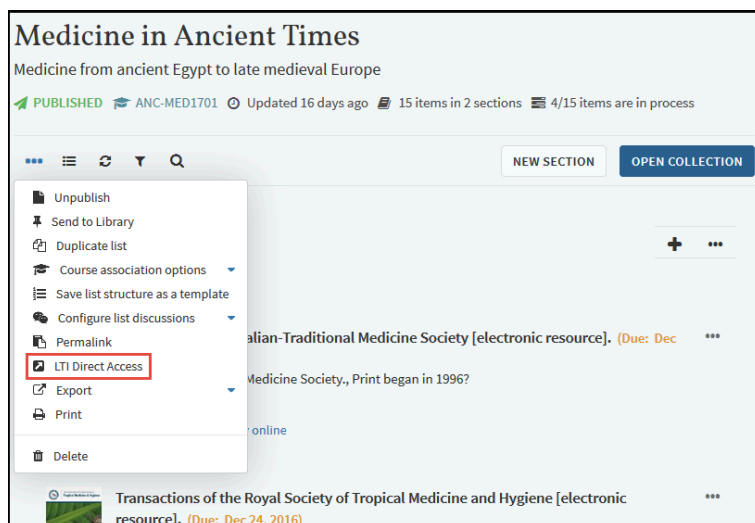 Medicine in Ancient Times
Medicine from ancient Egypt to late medieval Europe
PUBLISHED ANC-MED1701 Updated 16 days ago 15 items in 2 sections 4/15 items are in process
NEW SECTION OPEN COLLECTION
Unpublish
Send to Library
Duplicate list
Course association options
Save list structure as a template
Configure list discussions
Permalink
alian-Traditional Medicine Society [electronic resource]. (Due: Dec
LTI Direct Access
Medicine Society., Print began in 1996?
Export
Print
online
Delete
Transactions of the Royal Society of Tropical Medicine and Hygiene [electronic
resource]. (Due: Dec 24, 2016)